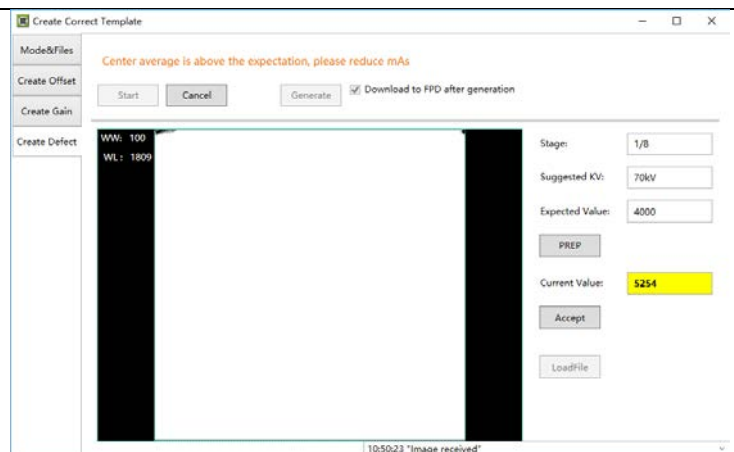 Create Correct Template
Mode&Files
Create Offset
Create Gain
Create Defect
Center average is above the expectation, please reduce mAs
Start Cancel Generate Download to FPD after generation
WW: 100
WL: 1809
Stage: 1/8
Suggested KV: 70kV
Expected Value: 4000
PREP
Current Value: 5254
Accept
LoadFile
10:50:23 "Image received"